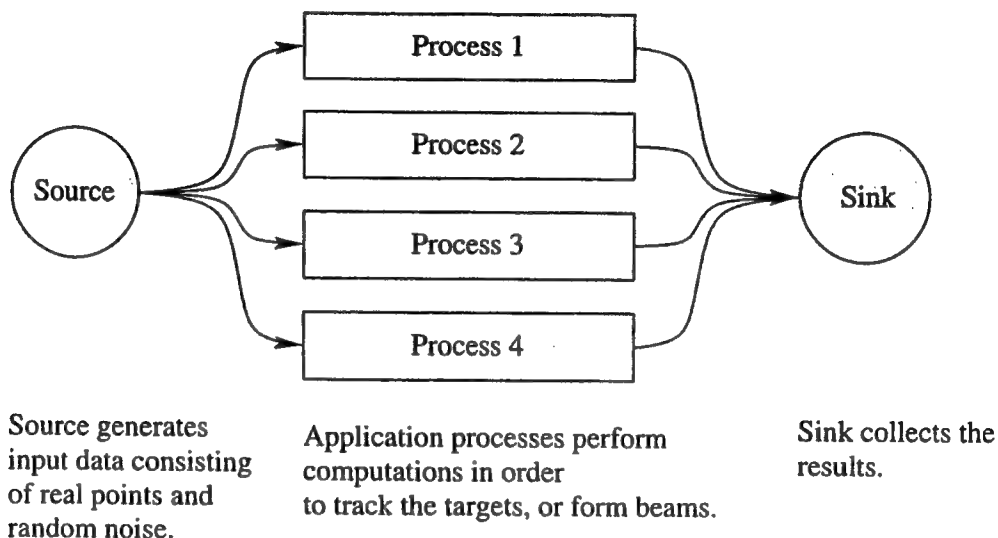 Process 1
Process 2
Source
Sink
Process 3
Process 4
Source generates
input data consisting
of real points and
random noise.
Application processes perform
computations in order
to track the targets, or form beams.
Sink collects the
results.